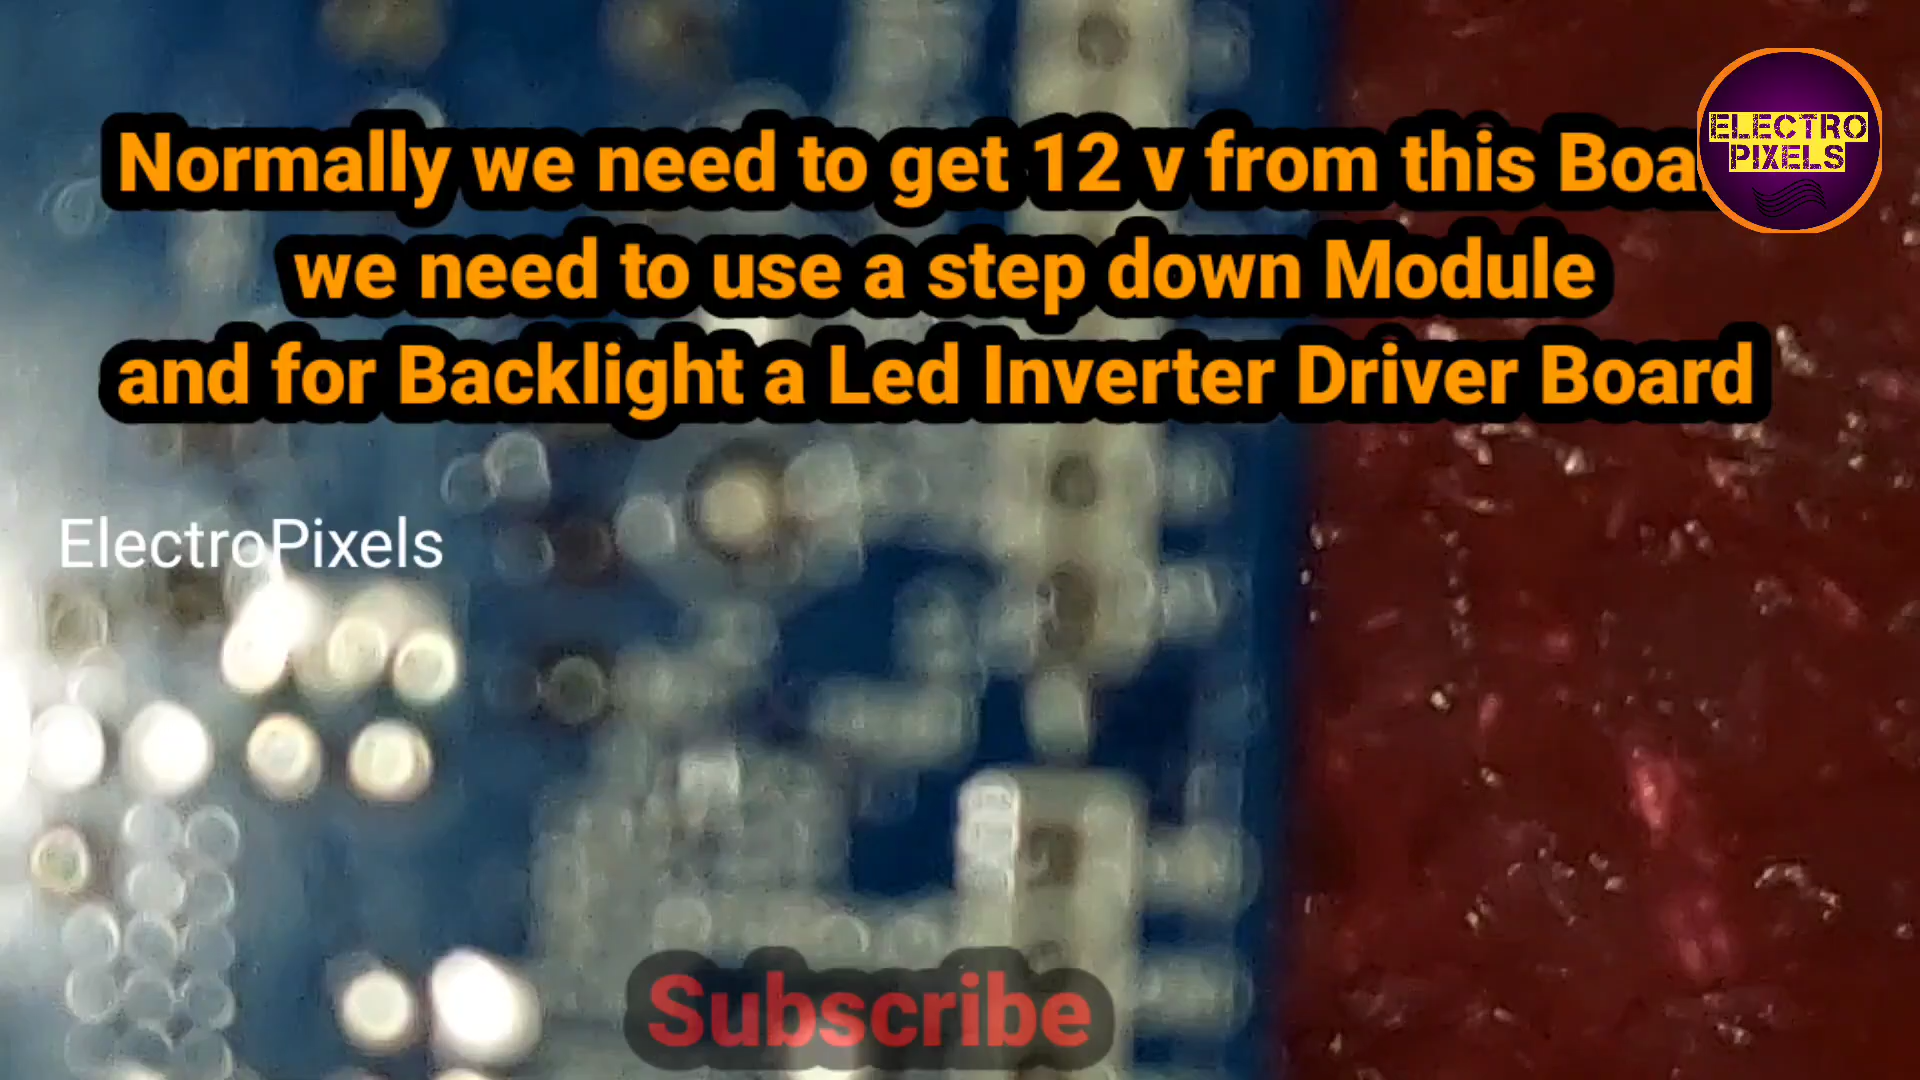 Normally we need to get 12 v from this Boa
we need to use a step down Module
and for Backlight a Led Inverter Driver Board
ELECTRO
PIXELS
ElectroPixels
Subscribe